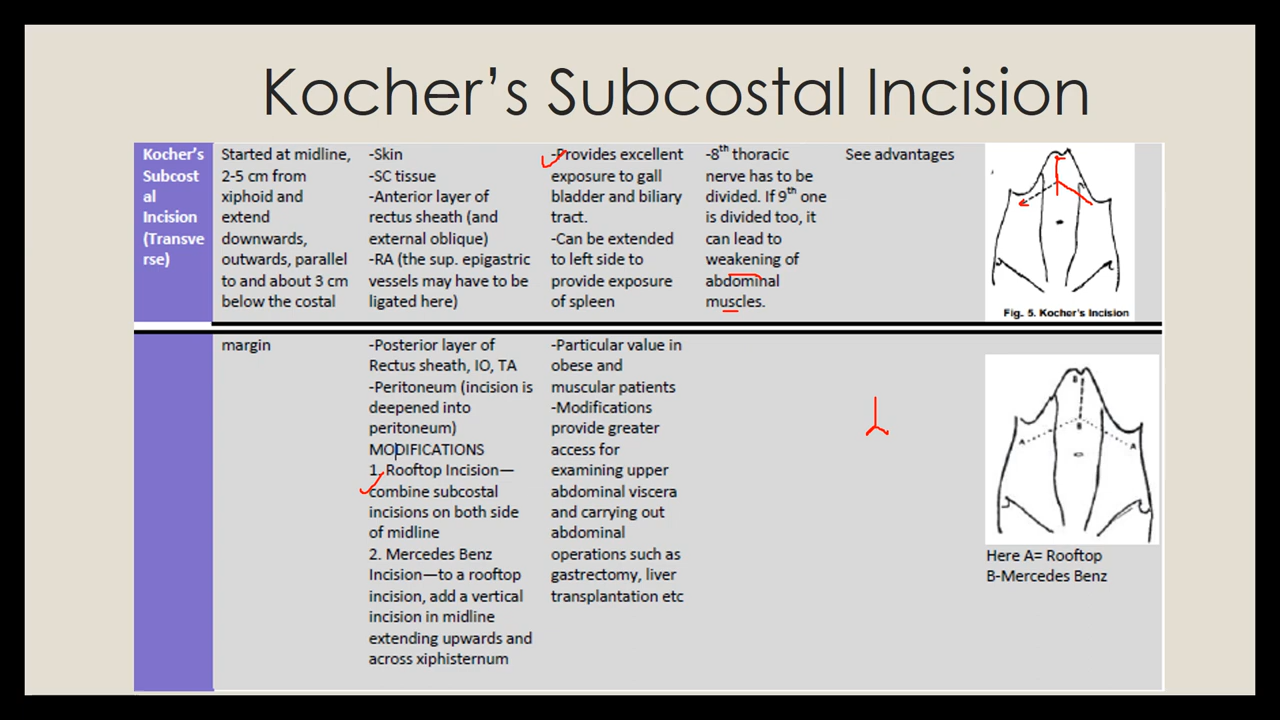 Kocher’s Subcostal Incision
Kocher’s
Subcost
al
Incision
(Transve
rse)
Started at midline,
2-5 cm from
xiphoid and
extend
downwards,
outwards, parallel
to and about 3 cm
below the costal
-Skin
-SC tissue
-Anterior layer of
rectus sheath (and
external oblique)
-RA (the sup. epigastric
vessels may have to be
ligated here)
-Provides excellent
exposure to gall
bladder and biliary
tract.
-Can be extended
to left side to
provide exposure
of spleen
-8th thoracic
nerve has to be
divided. If 9th one
is divided too, it
can lead to
weakening of
abdominal
muscles.
See advantages
Fig. 5. Kocher's Incision
margin
-Posterior layer of
Rectus sheath, IO, TA
-Peritoneum (incision is
deepened into
peritoneum)
MODIFICATIONS
1. Rooftop Incision—
combine subcostal
incisions on both side
of midline
2. Mercedes Benz
Incision—to a rooftop
incision, add a vertical
incision in midline
extending upwards and
across xiphisternum
-Particular value in
obese and
muscular patients
-Modifications
provide greater
access for
examining upper
abdominal viscera
and carrying out
abdominal
operations such as
gastrectomy, liver
transplantation etc
B
B
A
A
Here A= Rooftop
B-Mercedes Benz